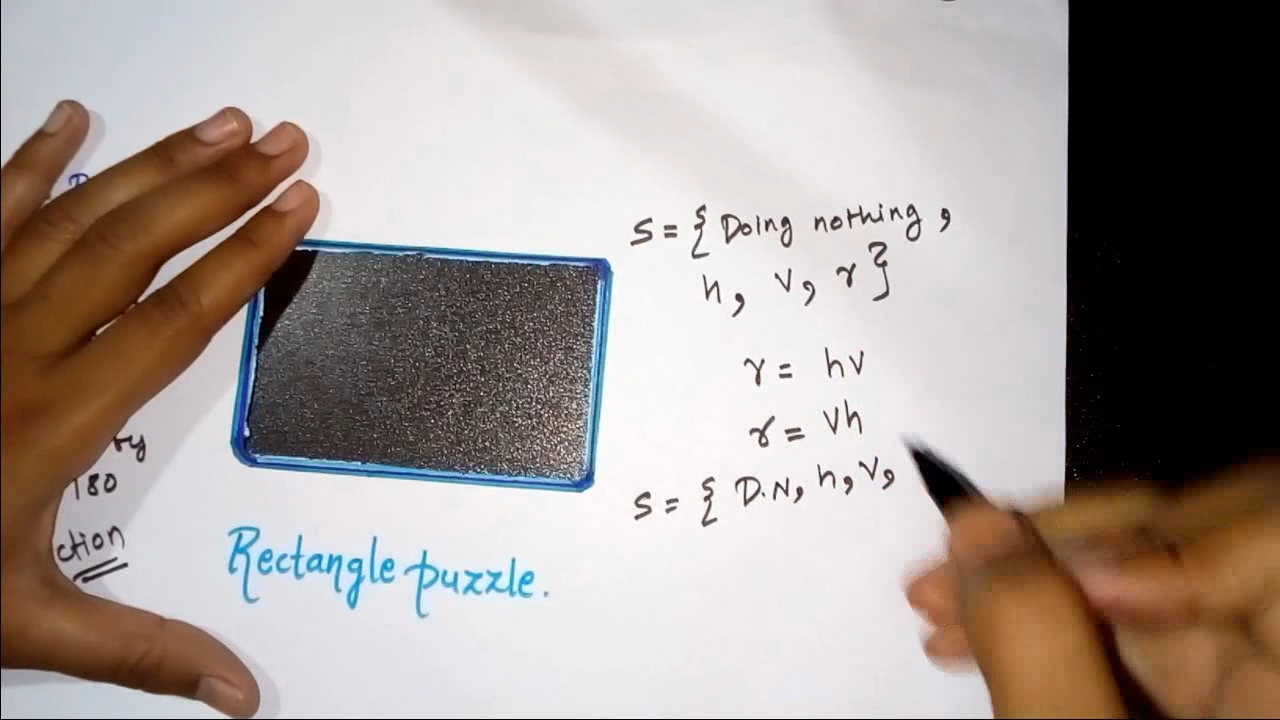 S = { Doing nothing ,
h, v, r }
r = hv
r = vh
S = { D.N, h, v,
180
ction
Rectangle puzzle.